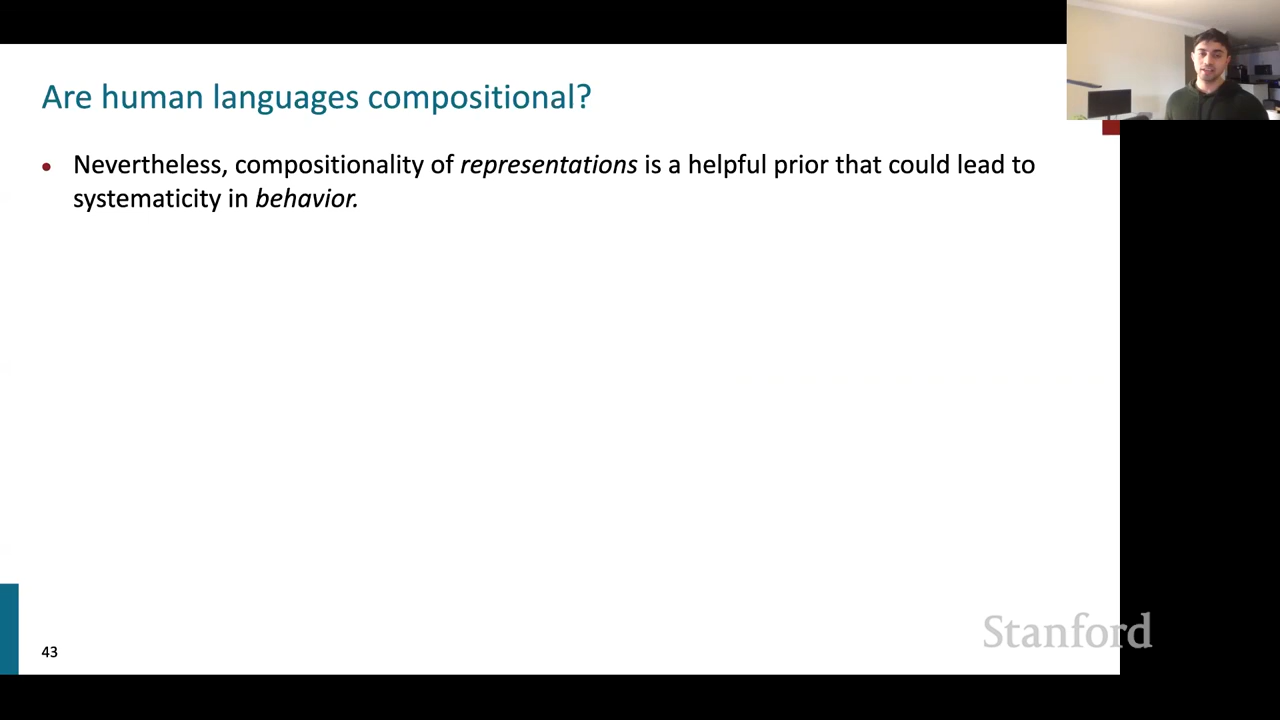 Are human languages compositional?
• Nevertheless, compositionality of representations is a helpful prior that could lead to
systematicity in behavior.
Stanford
43